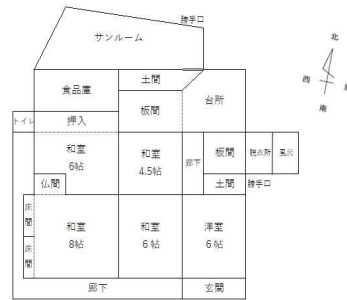 勝手口
サンルーム
北
西
南
土間
食品庫
台所
板間
トイレ
押入
和室
6帖
和室
4.5帖
廊下
板間
脱衣所
風呂
仏間
土間
勝手口
床間
床間
和室
8帖
和室
6帖
洋室
6帖
廊下
玄関